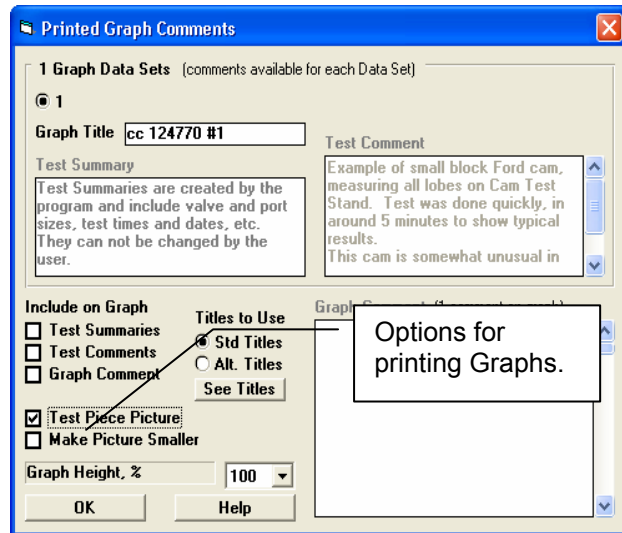 Printed Graph Comments
1 Graph Data Sets (comments available for each Data Set)
1
Graph Title cc 124770 #1
Test Summary
Test Summaries are created by the
program and include valve and port
sizes, test times and dates, etc.
They can not be changed by the
user.
Test Comment
Example of small block Ford cam,
measuring all lobes on Cam Test
Stand. Test was done quickly, in
around 5 minutes to show typical
results.
This cam is somewhat unusual in
Include on Graph
Test Summaries
Test Comments
Graph Comment
Test Piece Picture
Make Picture Smaller
Titles to Use
Std Titles
Alt. Titles
See Titles
Graph Height, % 100
OK
Help
Graph
Options for
printing Graphs.